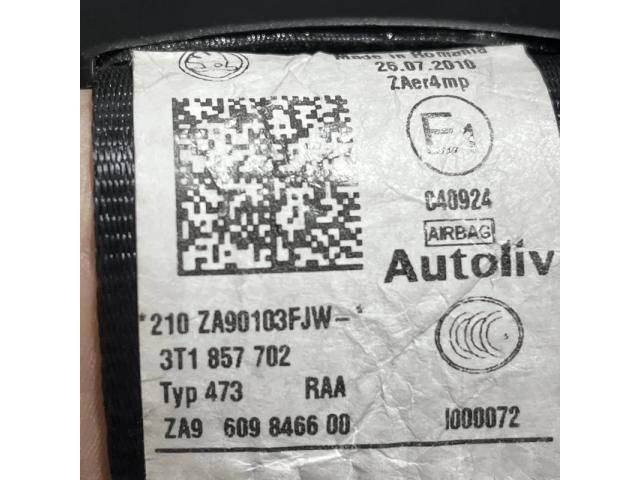 Made in Romania
26.07.2010
ZAer4mp
E1
C40924
AIRBAG
Autoliv
*210 ZA90103FJW-*
3T1 857 702
Typ 473 RAA
ZA9 609 8466 00 I000072